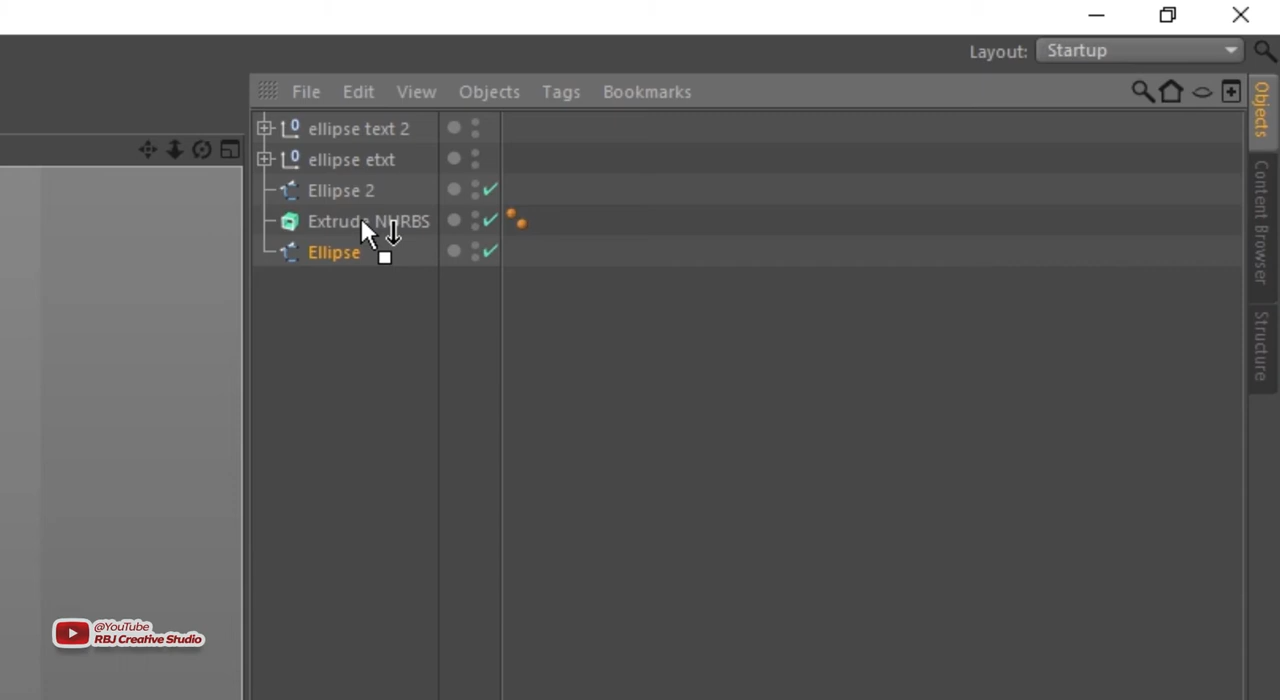 Layout: Startup
File Edit View Objects Tags Bookmarks
ellipse text 2
ellipse etxt
Ellipse 2
Extrude NURBS
Ellipse
Objects
Content Browser
Structure
@YouTube
RBJ Creative Studio